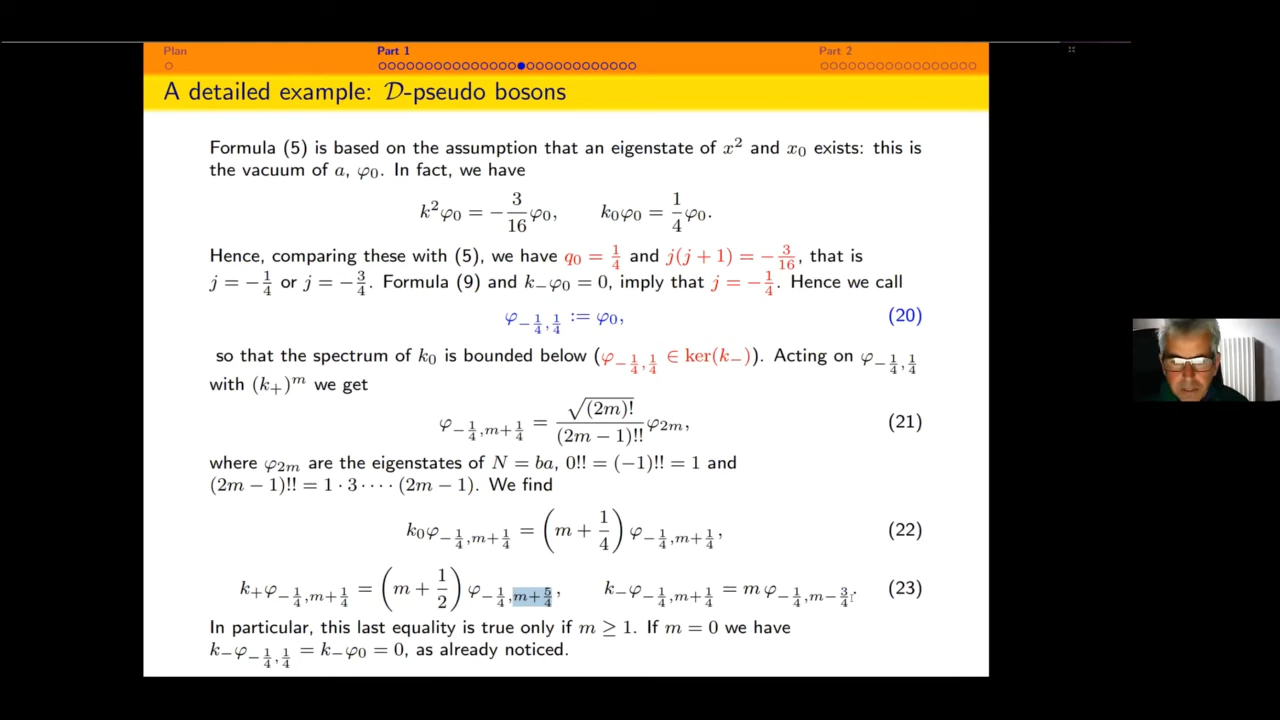 Plan Part 1 Part 2
A detailed example: 𝒟-pseudo bosons
Formula (5) is based on the assumption that an eigenstate of x² and x₀ exists: this is
the vacuum of a, φ₀. In fact, we have
k²φ₀ = −3/16 φ₀, k₀φ₀ = 1/4 φ₀.
Hence, comparing these with (5), we have q₀ = 1/4 and j(j + 1) = −3/16, that is
j = −1/4 or j = −3/4. Formula (9) and k₋φ₀ = 0, imply that j = −1/4. Hence we call
φ_{−1/4,1/4} := φ₀, (20)
so that the spectrum of k₀ is bounded below (φ_{−1/4,1/4} ∈ ker(k₋)). Acting on φ_{−1/4,1/4}
with (k₊)ᵐ we get
φ_{−1/4,m+1/4} = √(2m)! / (2m − 1)!! φ₂ₘ, (21)
where φ₂ₘ are the eigenstates of N = ba, 0!! = (−1)!! = 1 and
(2m − 1)!! = 1 · 3 · · · · (2m − 1). We find
k₀φ_{−1/4,m+1/4} = (m + 1/4) φ_{−1/4,m+1/4}, (22)
k₊φ_{−1/4,m+1/4} = (m + 1/2) φ_{−1/4,m+5/4}, k₋φ_{−1/4,m+1/4} = m φ_{−1/4,m−3/4}. (23)
In particular, this last equality is true only if m ≥ 1. If m = 0 we have
k₋φ_{−1/4,1/4} = k₋φ₀ = 0, as already noticed.